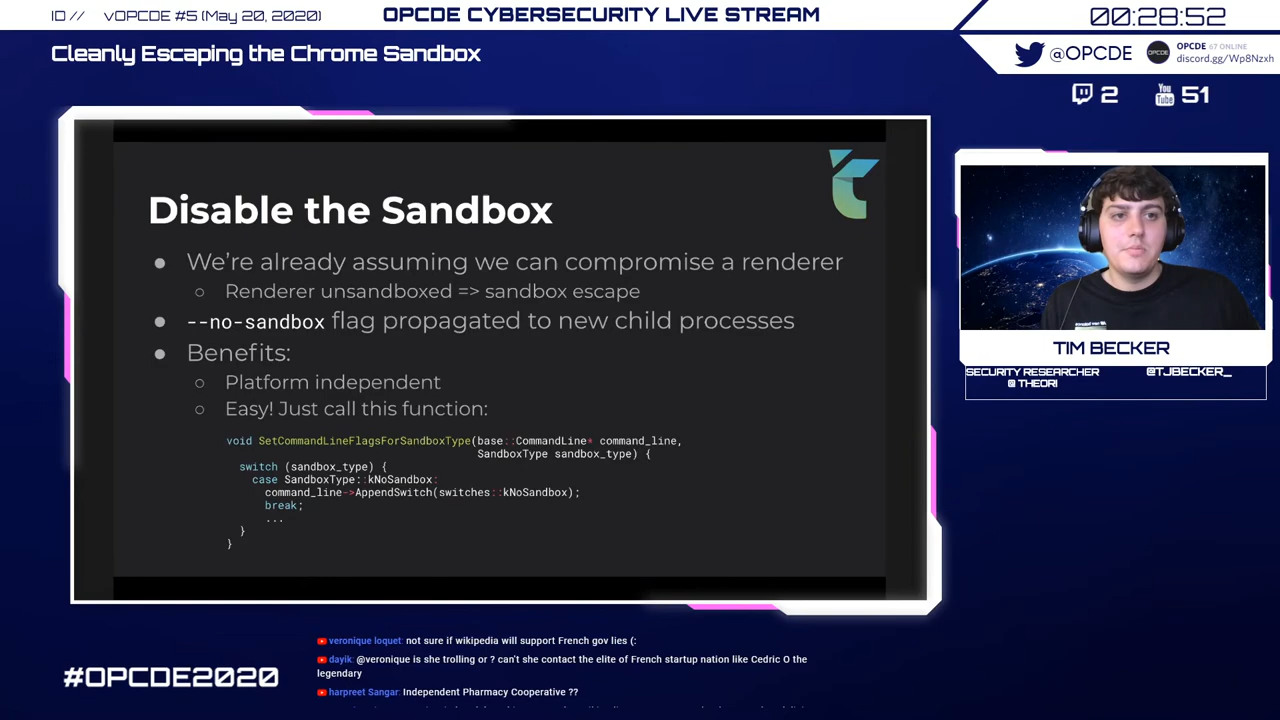 ID // vOPCDE #5 (May 20, 2020)
OPCDE CYBERSECURITY LIVE STREAM
00:28:52
Cleanly Escaping the Chrome Sandbox
@OPCDE
OPCDE 67 ONLINE
discord.gg/Wp8Nzxh
2
You Tube 51
Disable the Sandbox
● We're already assuming we can compromise a renderer
○ Renderer unsandboxed => sandbox escape
● --no-sandbox flag propagated to new child processes
● Benefits:
○ Platform independent
○ Easy! Just call this function:
void SetCommandLineFlagsForSandboxType(base::CommandLine* command_line,
SandboxType sandbox_type) {
switch (sandbox_type) {
case SandboxType::kNoSandbox:
command_line->AppendSwitch(switches::kNoSandbox);
break;
...
}
}
TIM BECKER
SECURITY RESEARCHER
@ THEORI
@TJBECKER_
#OPCDE2020
veronique loquet: not sure if wikipedia will support French gov lies (:
dayik: @veronique is she trolling or ? can't she contact the elite of French startup nation like Cedric O the
legendary
harpreet Sangar: Independent Pharmacy Cooperative ??